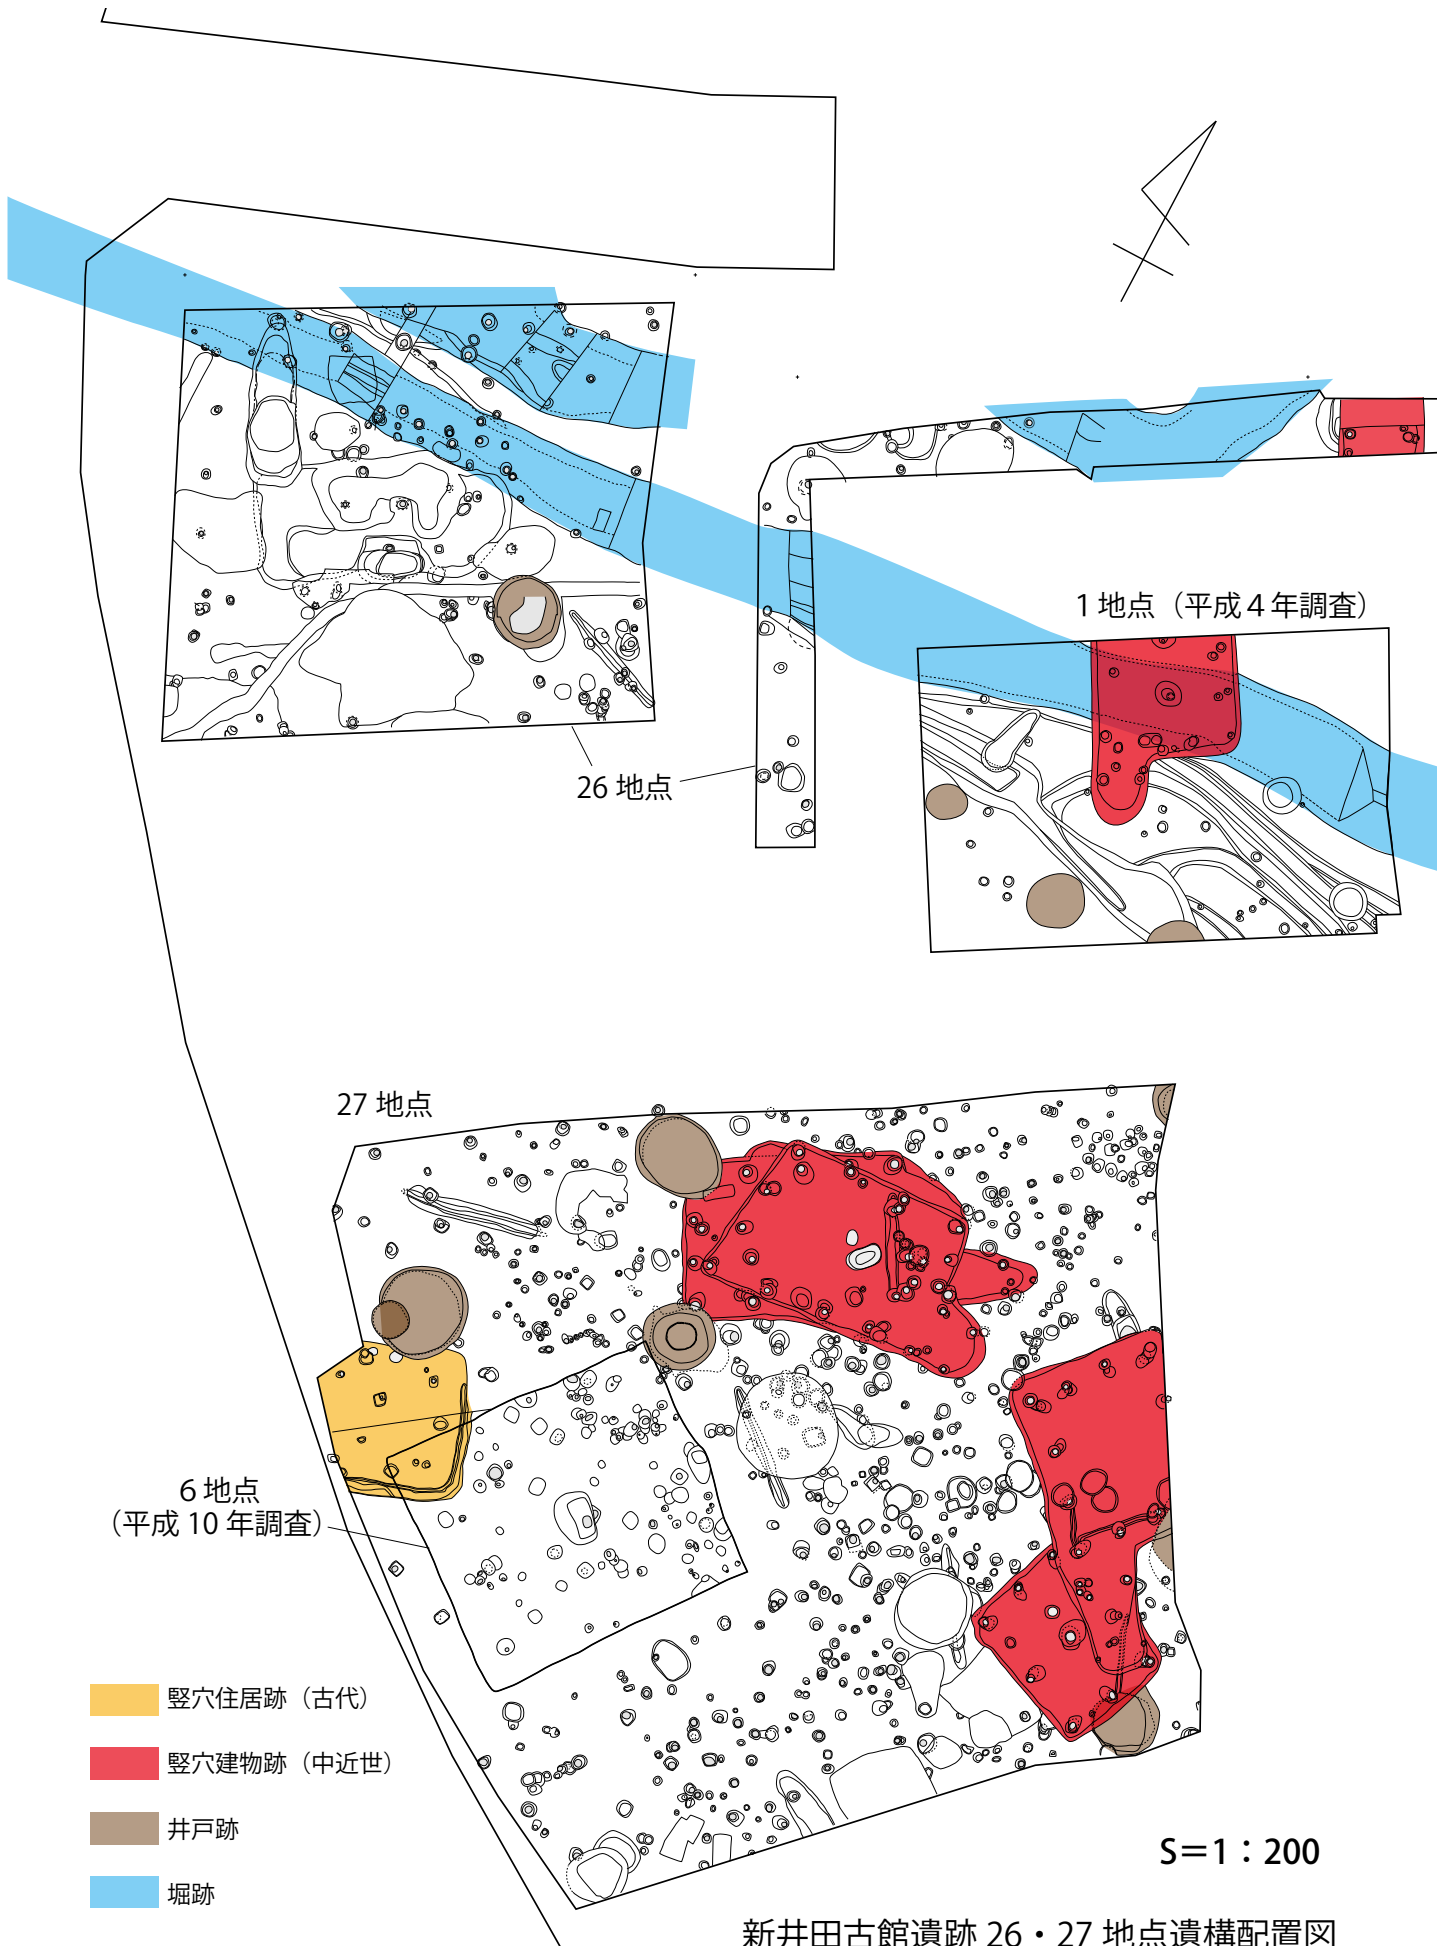 1 地点（平成４年調査）
26 地点
27 地点
6 地点
（平成 10 年調査）
竪穴住居跡（古代）
竪穴建物跡（中近世）
井戸跡
堀跡
S＝1：200
新井田古館遺跡 26・27 地点遺構配置図